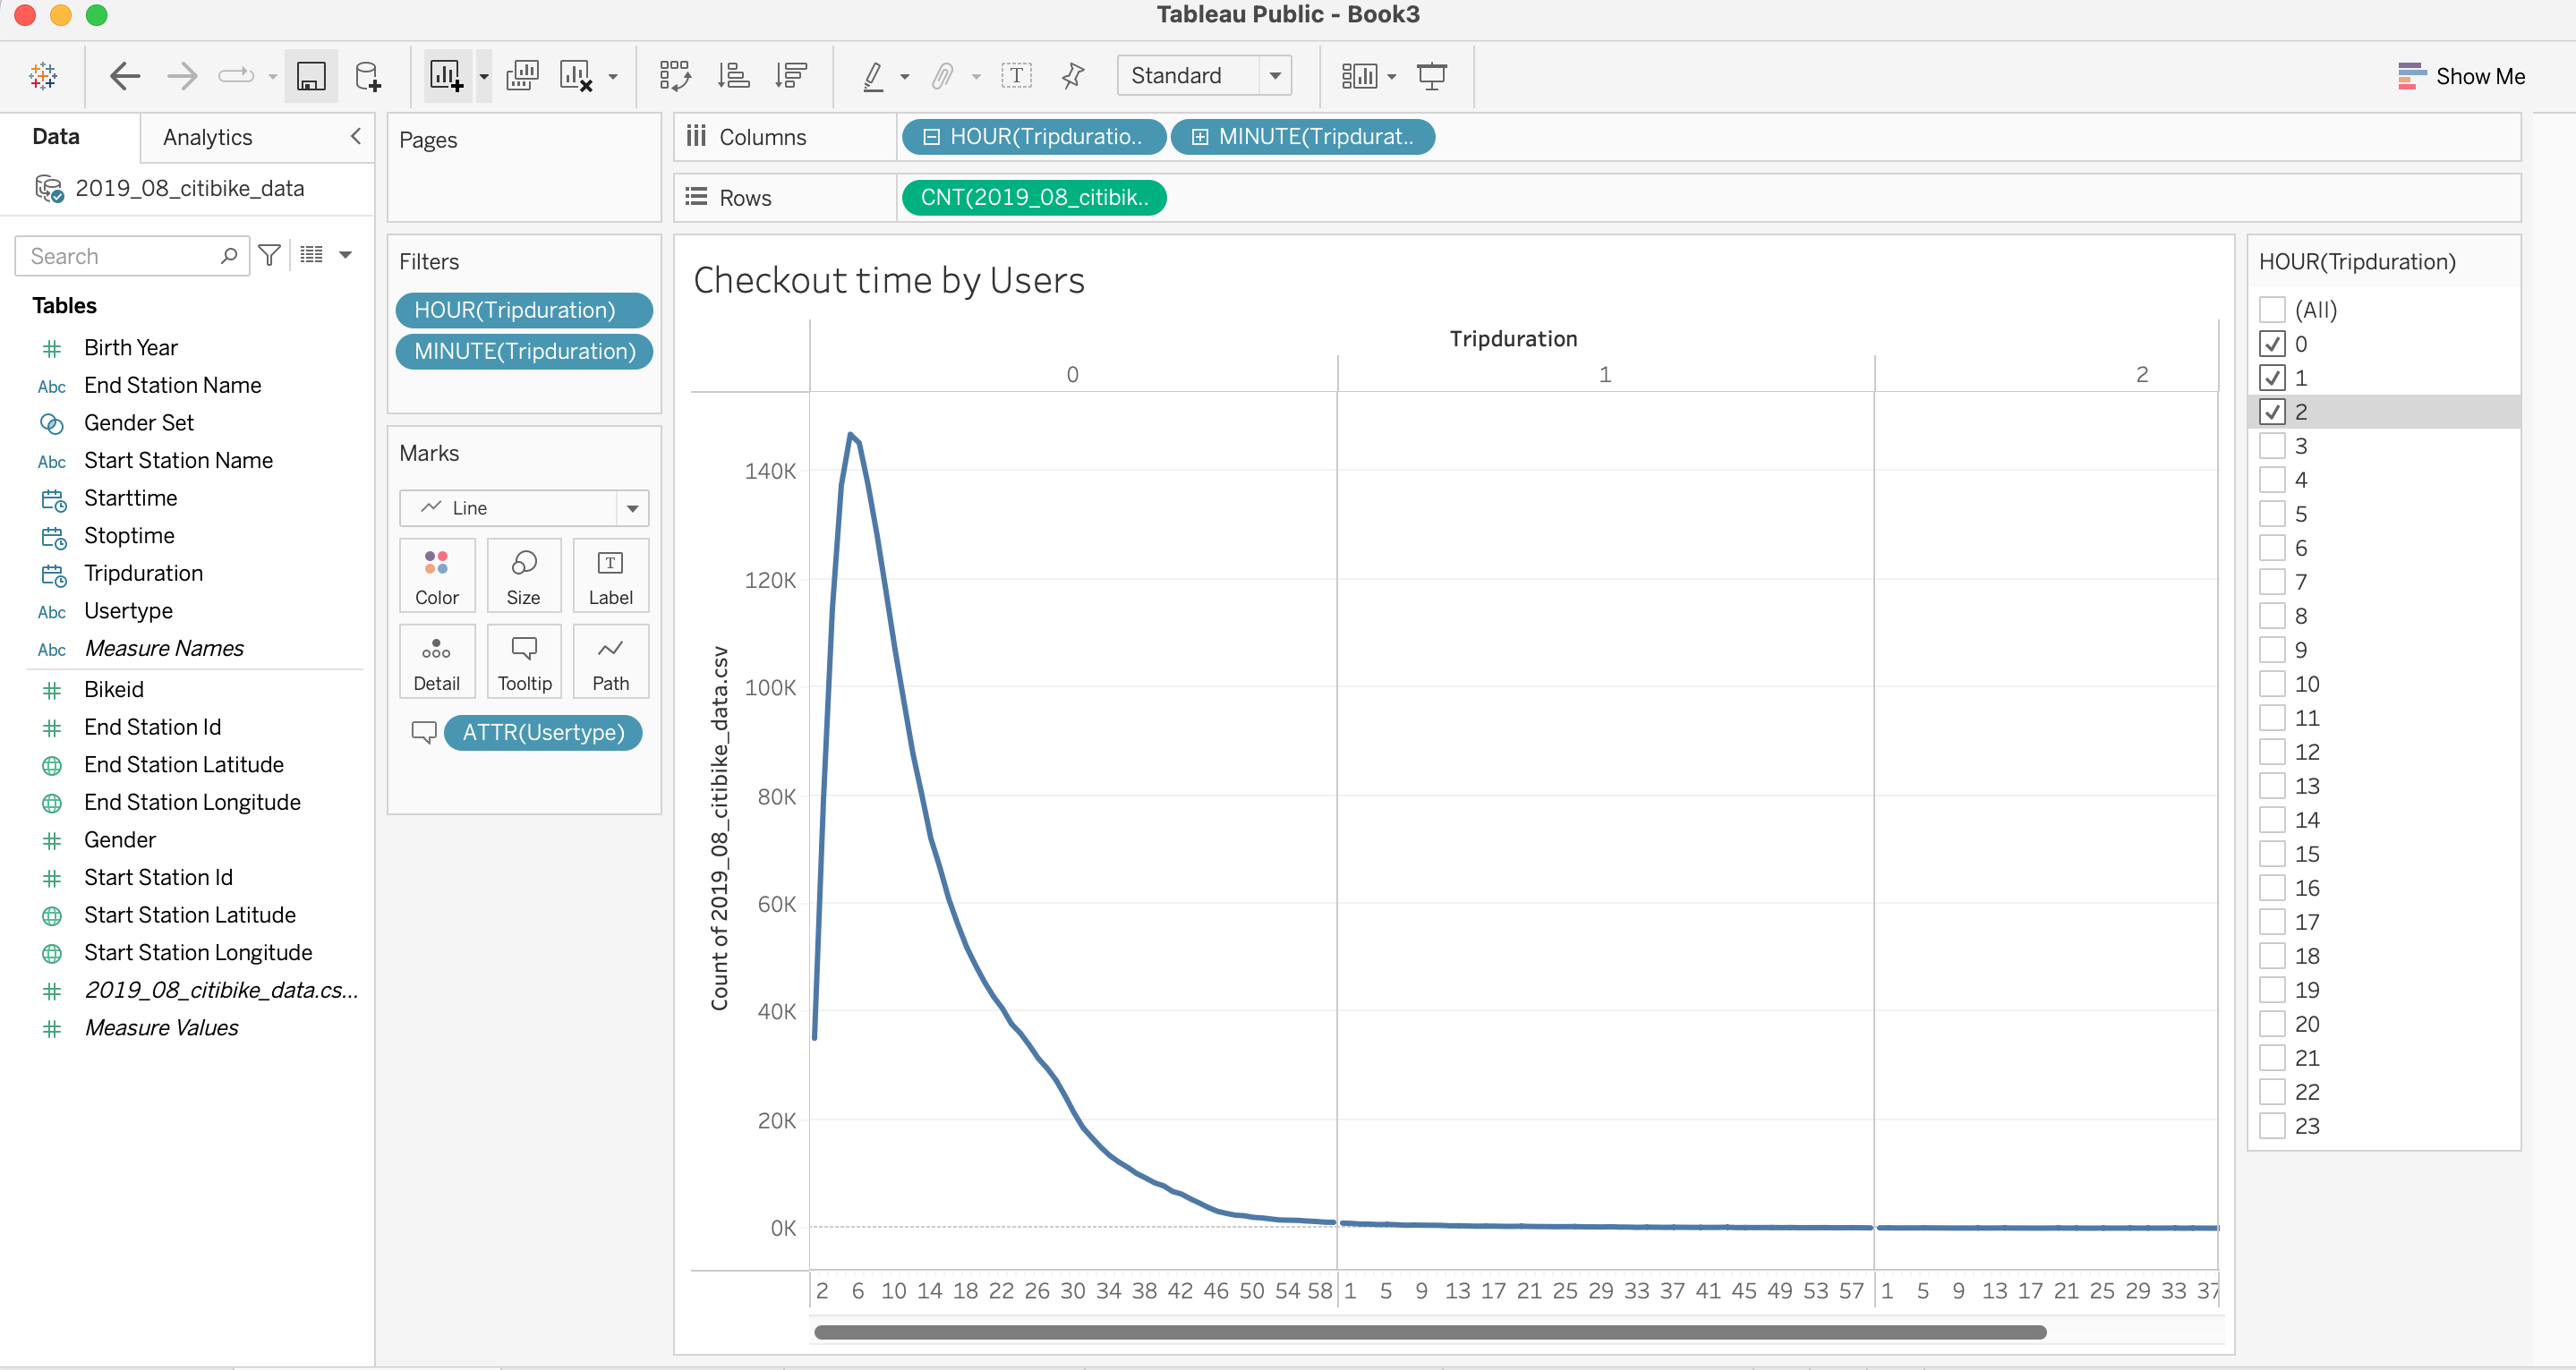 Tableau Public - Book3
Standard
Show Me
Data
Analytics
2019_08_citibike_data
Search
Tables
# Birth Year
Abc End Station Name
Gender Set
Abc Start Station Name
Starttime
Stoptime
Tripduration
Abc Usertype
Abc Measure Names
# Bikeid
# End Station Id
End Station Latitude
End Station Longitude
# Gender
# Start Station Id
Start Station Latitude
Start Station Longitude
# 2019_08_citibike_data.cs...
# Measure Values
Pages
Filters
HOUR(Tripduration)
MINUTE(Tripduration)
Marks
Line
Color Size Label
Detail Tooltip Path
ATTR(Usertype)
Columns
HOUR(Tripduratio.. MINUTE(Tripdurat..
Rows
CNT(2019_08_citibik..
Checkout time by Users
Tripduration
0 1 2
Count of 2019_08_citibike_data.csv
140K
120K
100K
80K
60K
40K
20K
0K
2 6 10 14 18 22 26 30 34 38 42 46 50 54 58 1 5 9 13 17 21 25 29 33 37 41 45 49 53 57 1 5 9 13 17 21 25 29 33 37
HOUR(Tripduration)
(All)
0
1
2
3
4
5
6
7
8
9
10
11
12
13
14
15
16
17
18
19
20
21
22
23